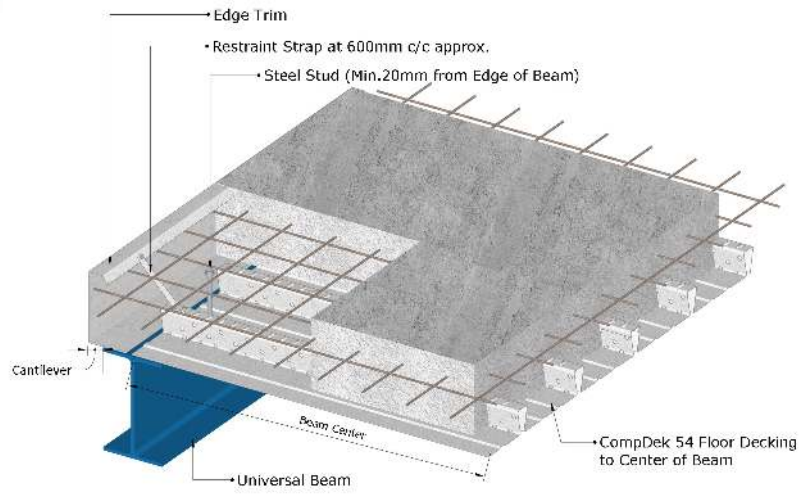 Edge Trim
Restraint Strap at 600mm c/c approx.
Steel Stud (Min.20mm from Edge of Beam)
Cantilever
Beam Center
CompDek 54 Floor Decking
to Center of Beam
Universal Beam